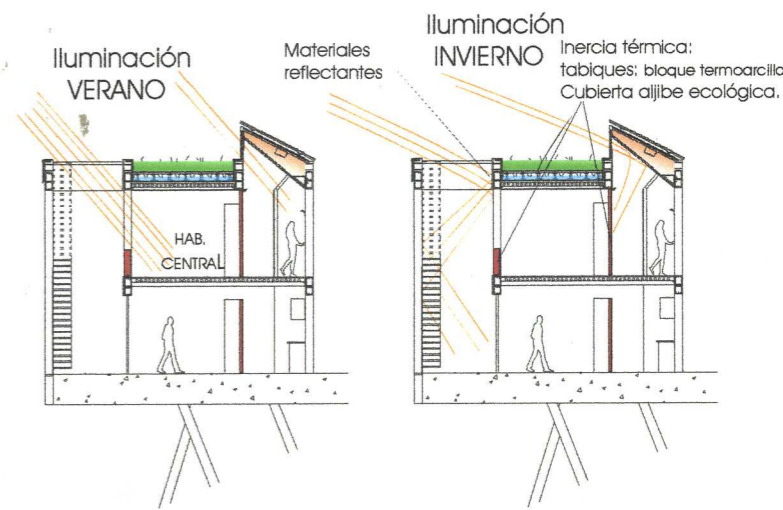 Iluminación
VERANO
Materiales
reflectantes
Iluminación
INVIERNO
Inercia térmica:
tabiques: bloque termoarcilla
Cubierta aljibe ecológica.
HAB.
CENTRAL